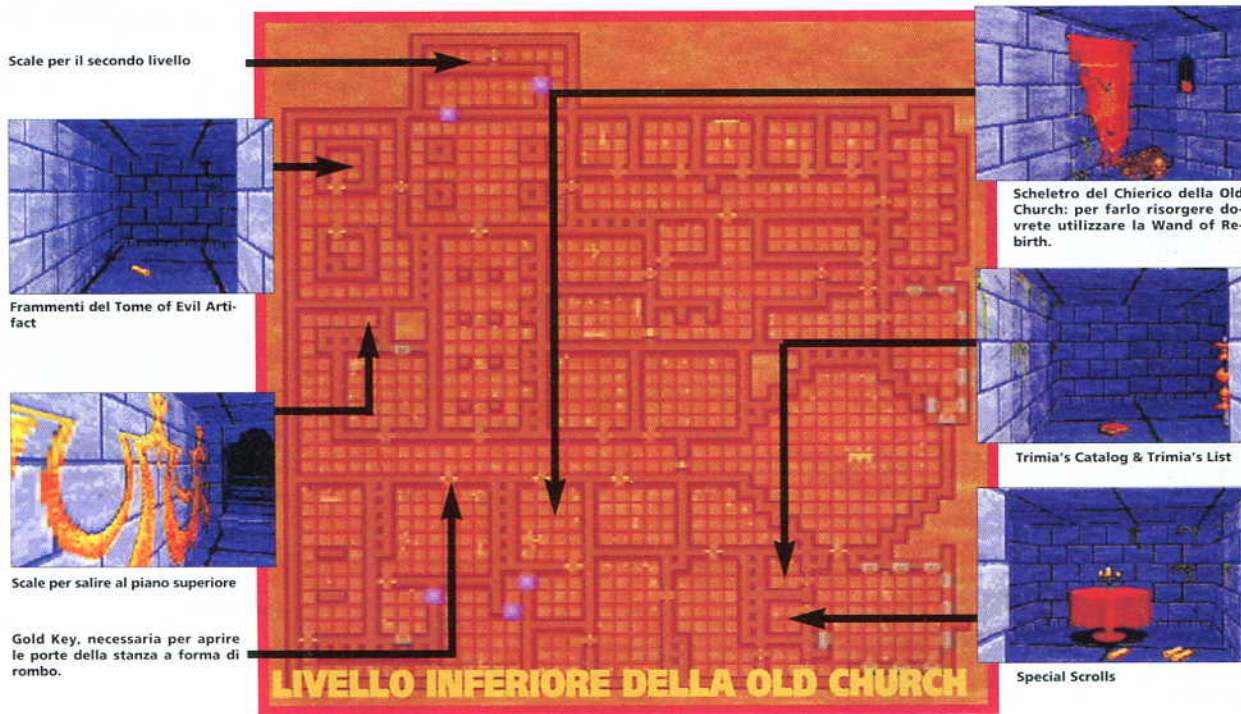 Scale per il secondo livello
Frammenti del Tome of Evil Arti-
fact
Scale per salire al piano superiore
Gold Key, necessaria per aprire
le porte della stanza a forma di
rombo.
Scheletro del Chierico della Old
Church: per farlo risorgere do-
vrete utilizzare la Wand of Re-
birth.
Trimia's Catalog & Trimia's List
Special Scrolls
LIVELLO INFERIORE DELLA OLD CHURCH